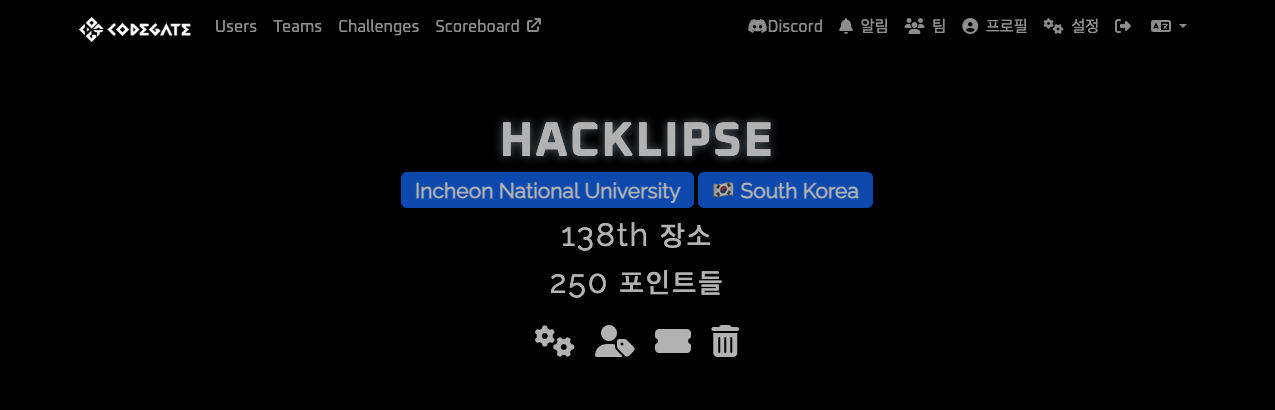 CODEGATE Users Teams Challenges Scoreboard Discord 알림 팀 프로필 설정
HACKLIPSE
Incheon National University South Korea
138th 장소
250 포인트들